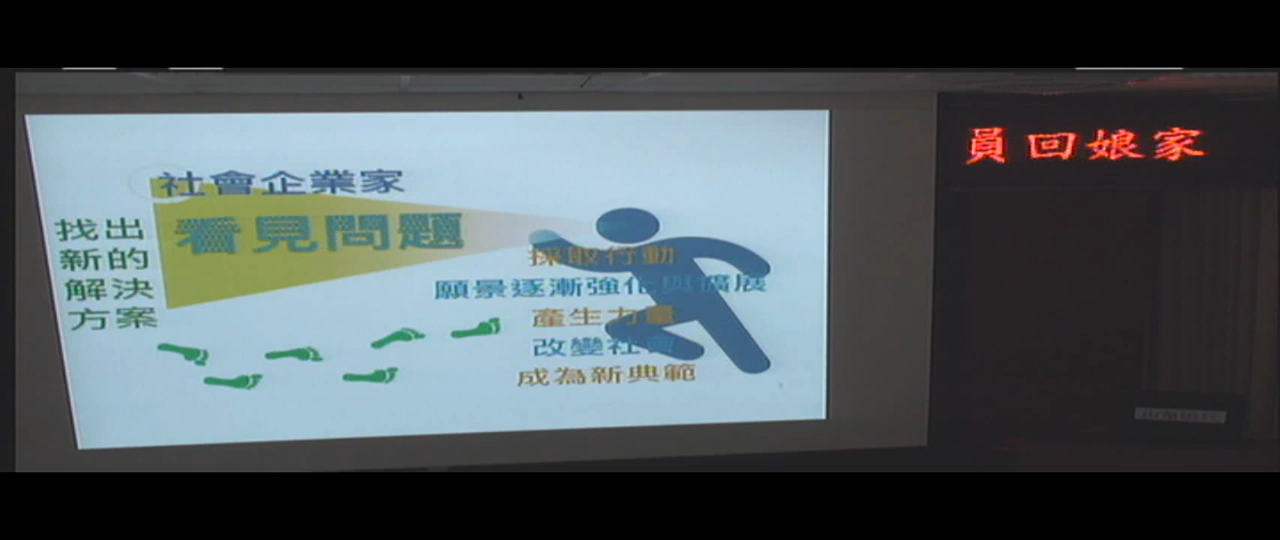 社會企業家
看見問題
找出
新的
解決
方案
採取行動
願景逐漸強化與擴展
產生力量
改變社會
成為新典範
員回娘家